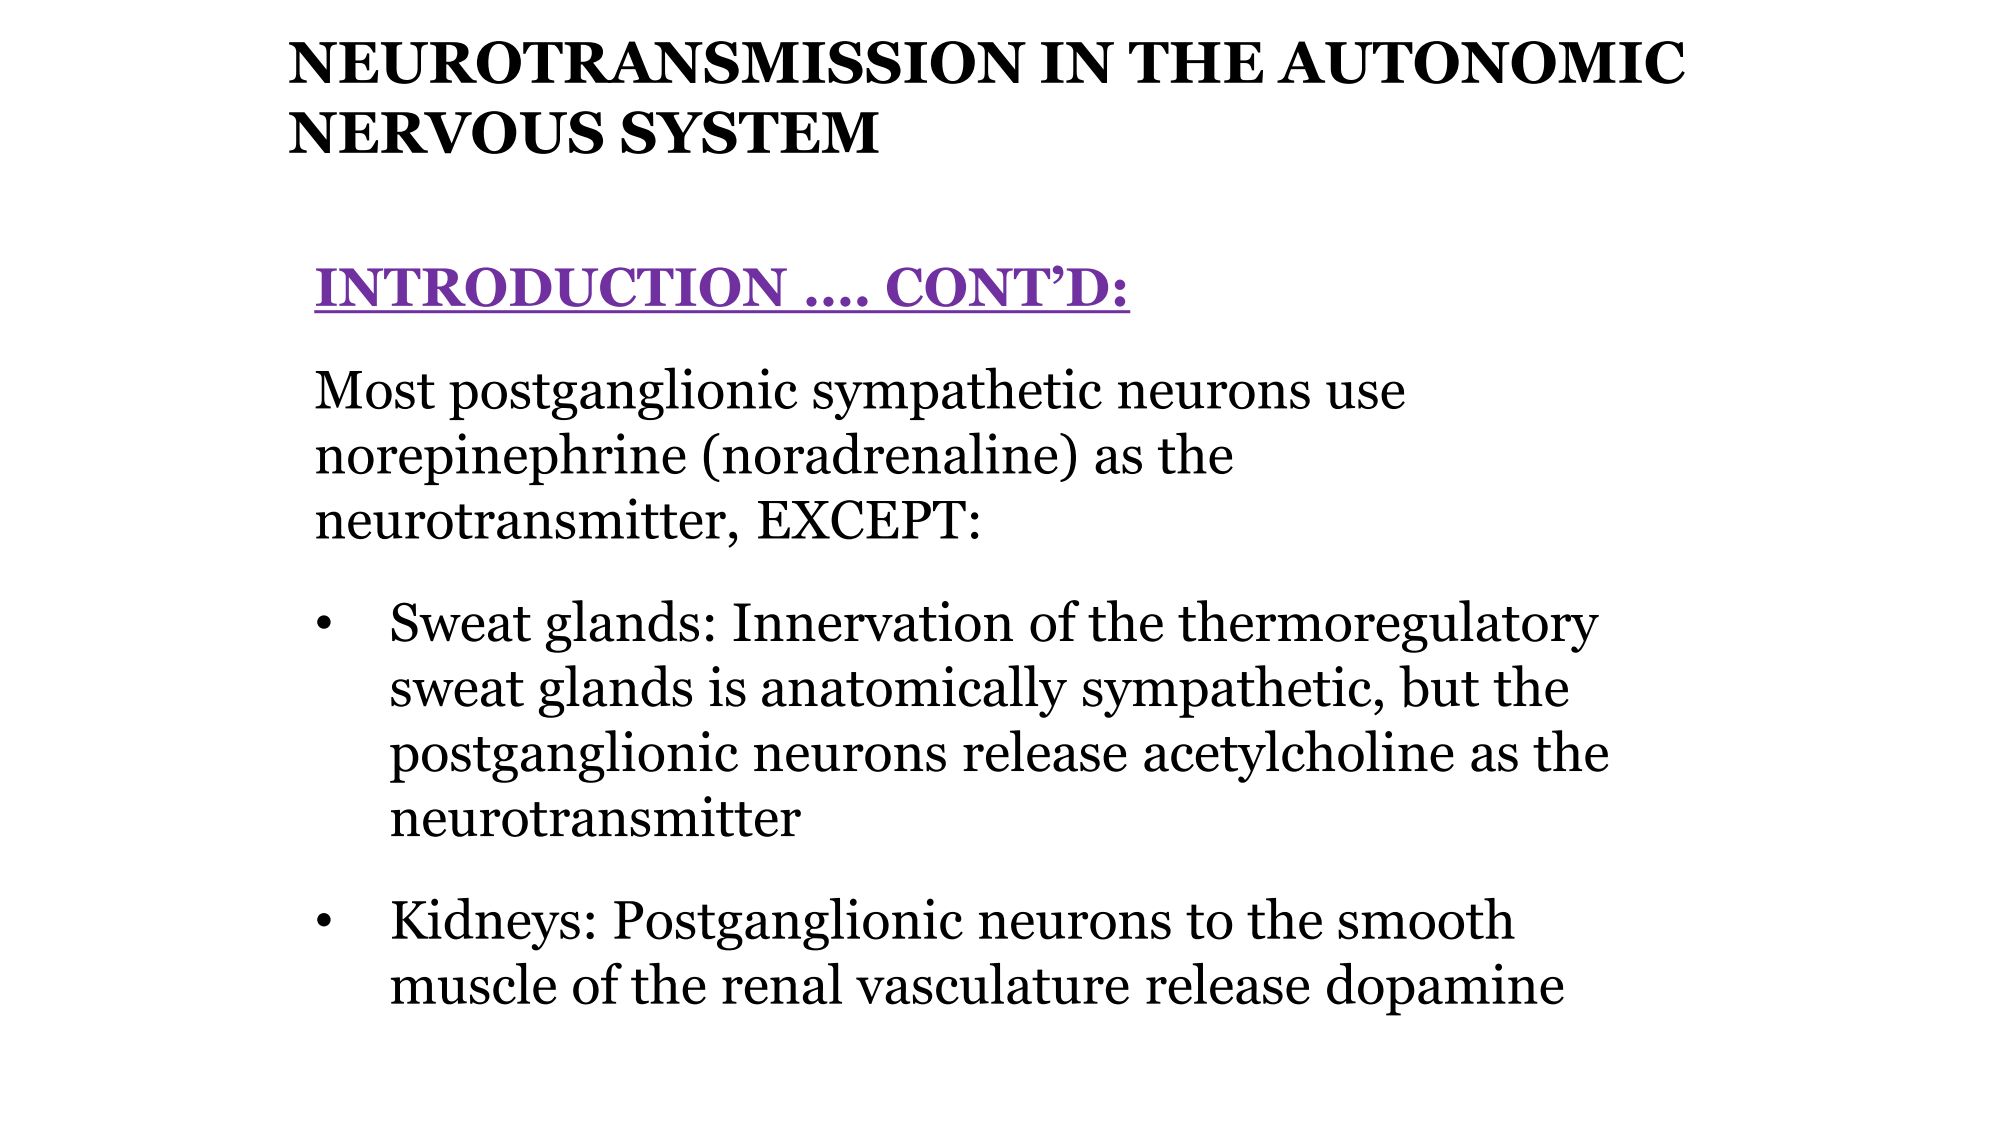 NEUROTRANSMISSION IN THE AUTONOMIC
NERVOUS SYSTEM
INTRODUCTION .... CONT’D:
Most postganglionic sympathetic neurons use
norepinephrine (noradrenaline) as the
neurotransmitter, EXCEPT:
• Sweat glands: Innervation of the thermoregulatory
sweat glands is anatomically sympathetic, but the
postganglionic neurons release acetylcholine as the
neurotransmitter
• Kidneys: Postganglionic neurons to the smooth
muscle of the renal vasculature release dopamine